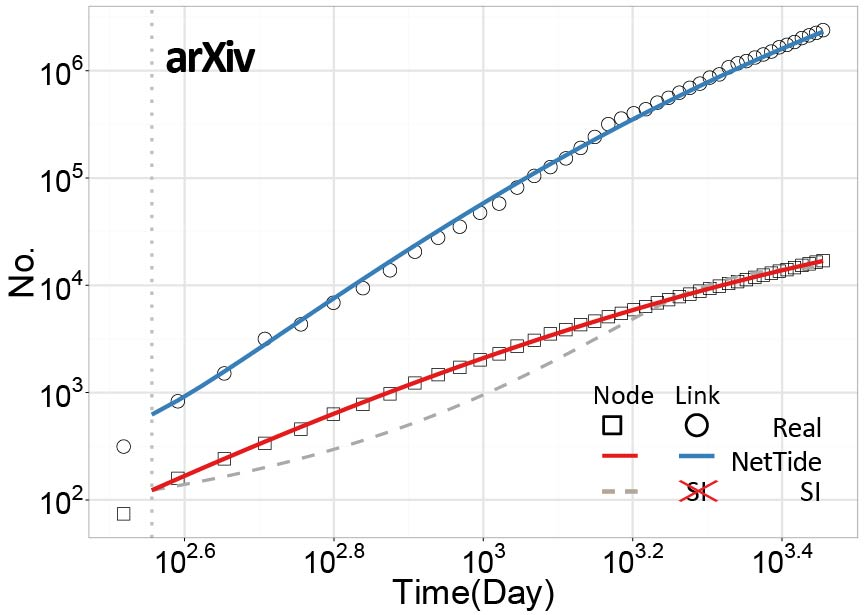 arXiv
No.
10^6
10^5
10^4
10^3
10^2
Node Link
Real
NetTide
SI SI
10^2.6 10^2.8 10^3 10^3.2 10^3.4
Time(Day)